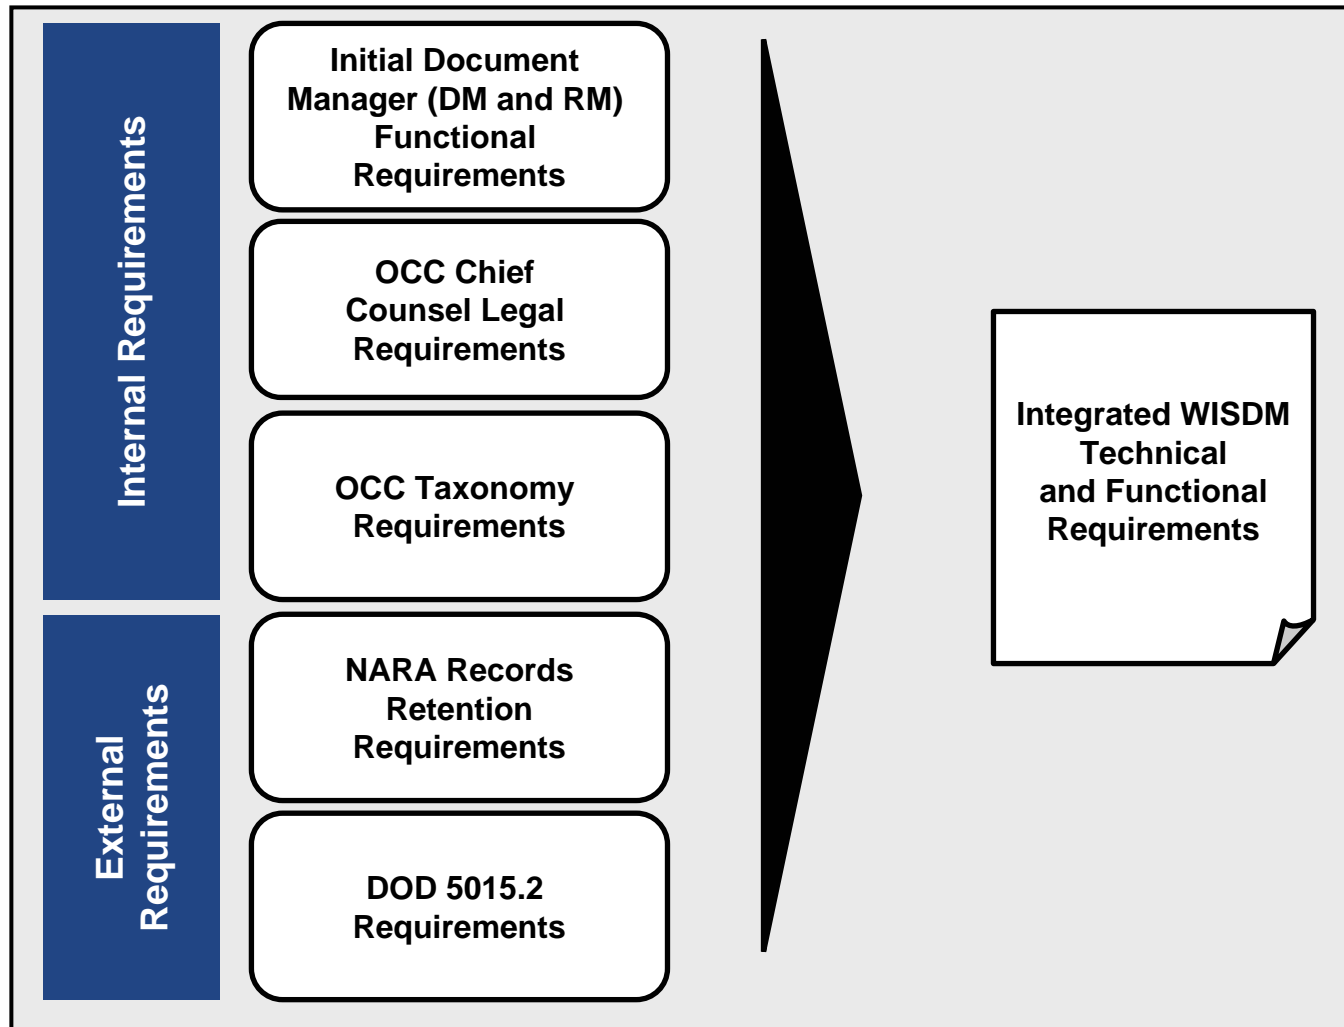 Internal Requirements
Initial Document
Manager (DM and RM)
Functional
Requirements
OCC Chief
Counsel Legal
Requirements
OCC Taxonomy
Requirements
External
Requirements
NARA Records
Retention
Requirements
DOD 5015.2
Requirements
Integrated WISDM
Technical
and Functional
Requirements